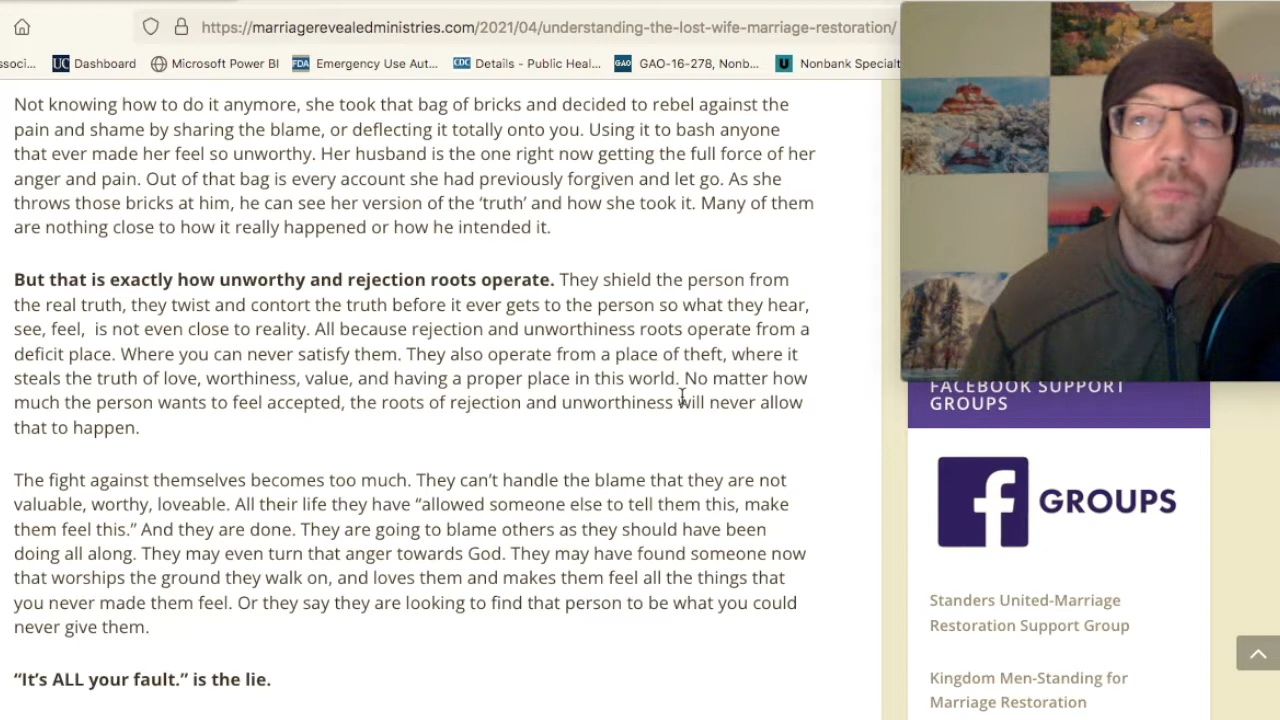 https://marriagerevealedministries.com/2021/04/understanding-the-lost-wife-marriage-restoration/
ssoci... UC Dashboard Microsoft Power BI FDA Emergency Use Aut... CDC Details - Public Heal... GAO GAO-16-278, Nonb... U Nonbank Specialt
Not knowing how to do it anymore, she took that bag of bricks and decided to rebel against the
pain and shame by sharing the blame, or deflecting it totally onto you. Using it to bash anyone
that ever made her feel so unworthy. Her husband is the one right now getting the full force of her
anger and pain. Out of that bag is every account she had previously forgiven and let go. As she
throws those bricks at him, he can see her version of the ‘truth’ and how she took it. Many of them
are nothing close to how it really happened or how he intended it.
But that is exactly how unworthy and rejection roots operate. They shield the person from
the real truth, they twist and contort the truth before it ever gets to the person so what they hear,
see, feel, is not even close to reality. All because rejection and unworthiness roots operate from a
deficit place. Where you can never satisfy them. They also operate from a place of theft, where it
steals the truth of love, worthiness, value, and having a proper place in this world. No matter how
much the person wants to feel accepted, the roots of rejection and unworthiness will never allow
that to happen.
The fight against themselves becomes too much. They can’t handle the blame that they are not
valuable, worthy, loveable. All their life they have “allowed someone else to tell them this, make
them feel this.” And they are done. They are going to blame others as they should have been
doing all along. They may even turn that anger towards God. They may have found someone now
that worships the ground they walk on, and loves them and makes them feel all the things that
you never made them feel. Or they say they are looking to find that person to be what you could
never give them.
“It’s ALL your fault.” is the lie.
FACEBOOK SUPPORT
GROUPS
f GROUPS
Standers United-Marriage
Restoration Support Group
Kingdom Men-Standing for
Marriage Restoration